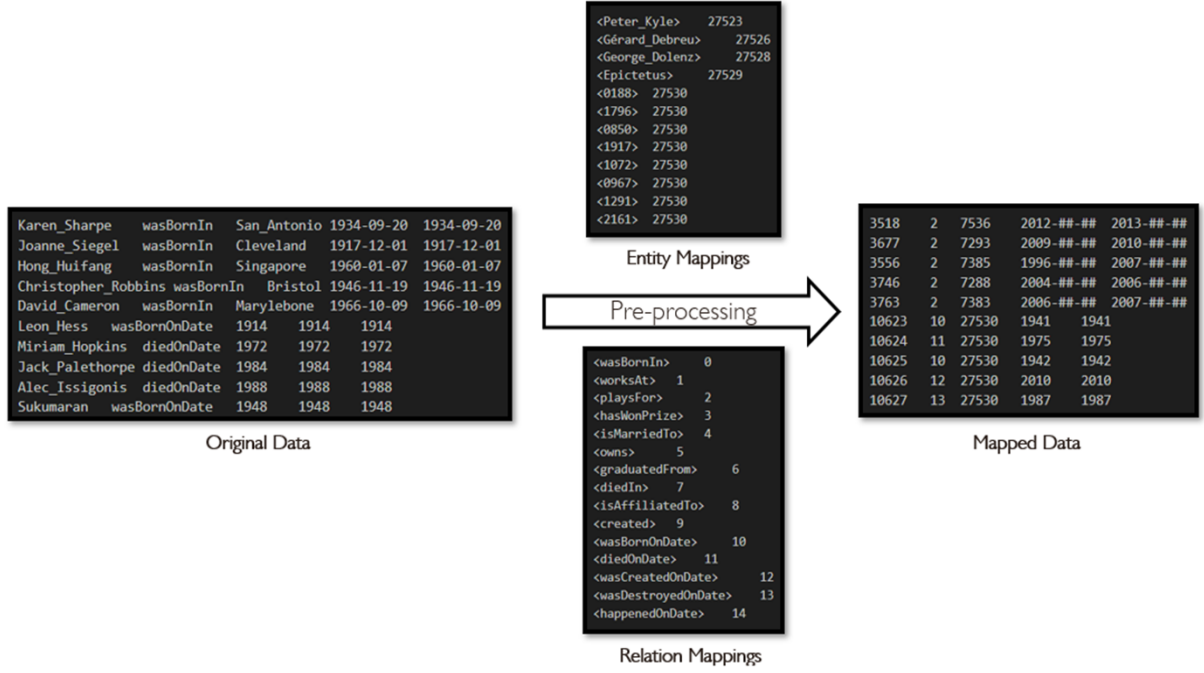 <Peter_Kyle> 27523
<Gérard_Debreu> 27526
<George_Dolenz> 27528
<Epictetus> 27529
<0188> 27530
<1796> 27530
<0850> 27530
<1917> 27530
<1072> 27530
<0967> 27530
<1291> 27530
<2161> 27530
Entity Mappings
Karen_Sharpe wasBornIn San_Antonio 1934-09-20 1934-09-20
Joanne_Siegel wasBornIn Cleveland 1917-12-01 1917-12-01
Hong_Huifang wasBornIn Singapore 1960-01-07 1960-01-07
Christopher_Robbins wasBornIn Bristol 1946-11-19 1946-11-19
David_Cameron wasBornIn Marylebone 1966-10-09 1966-10-09
Leon_Hess wasBornOnDate 1914 1914 1914
Miriam_Hopkins diedOnDate 1972 1972 1972
Jack_Palethorpe diedOnDate 1984 1984 1984
Alec_Issigonis diedOnDate 1988 1988 1988
Sukumaran wasBornOnDate 1948 1948 1948
Original Data
Pre-processing
<wasBornIn> 0
<worksAt> 1
<playsFor> 2
<hasWonPrize> 3
<isMarriedTo> 4
<owns> 5
<graduatedFrom> 6
<diedIn> 7
<isAffiliatedTo> 8
<created> 9
<wasBornOnDate> 10
<diedOnDate> 11
<wasCreatedOnDate> 12
<wasDestroyedOnDate> 13
<happenedOnDate> 14
Relation Mappings
3518 2 7536 2012-##-## 2013-##-##
3677 2 7293 2009-##-## 2010-##-##
3556 2 7385 1996-##-## 2007-##-##
3746 2 7288 2004-##-## 2006-##-##
3763 2 7383 2006-##-## 2007-##-##
10623 10 27530 1941 1941
10624 11 27530 1975 1975
10625 10 27530 1942 1942
10626 12 27530 2010 2010
10627 13 27530 1987 1987
Mapped Data